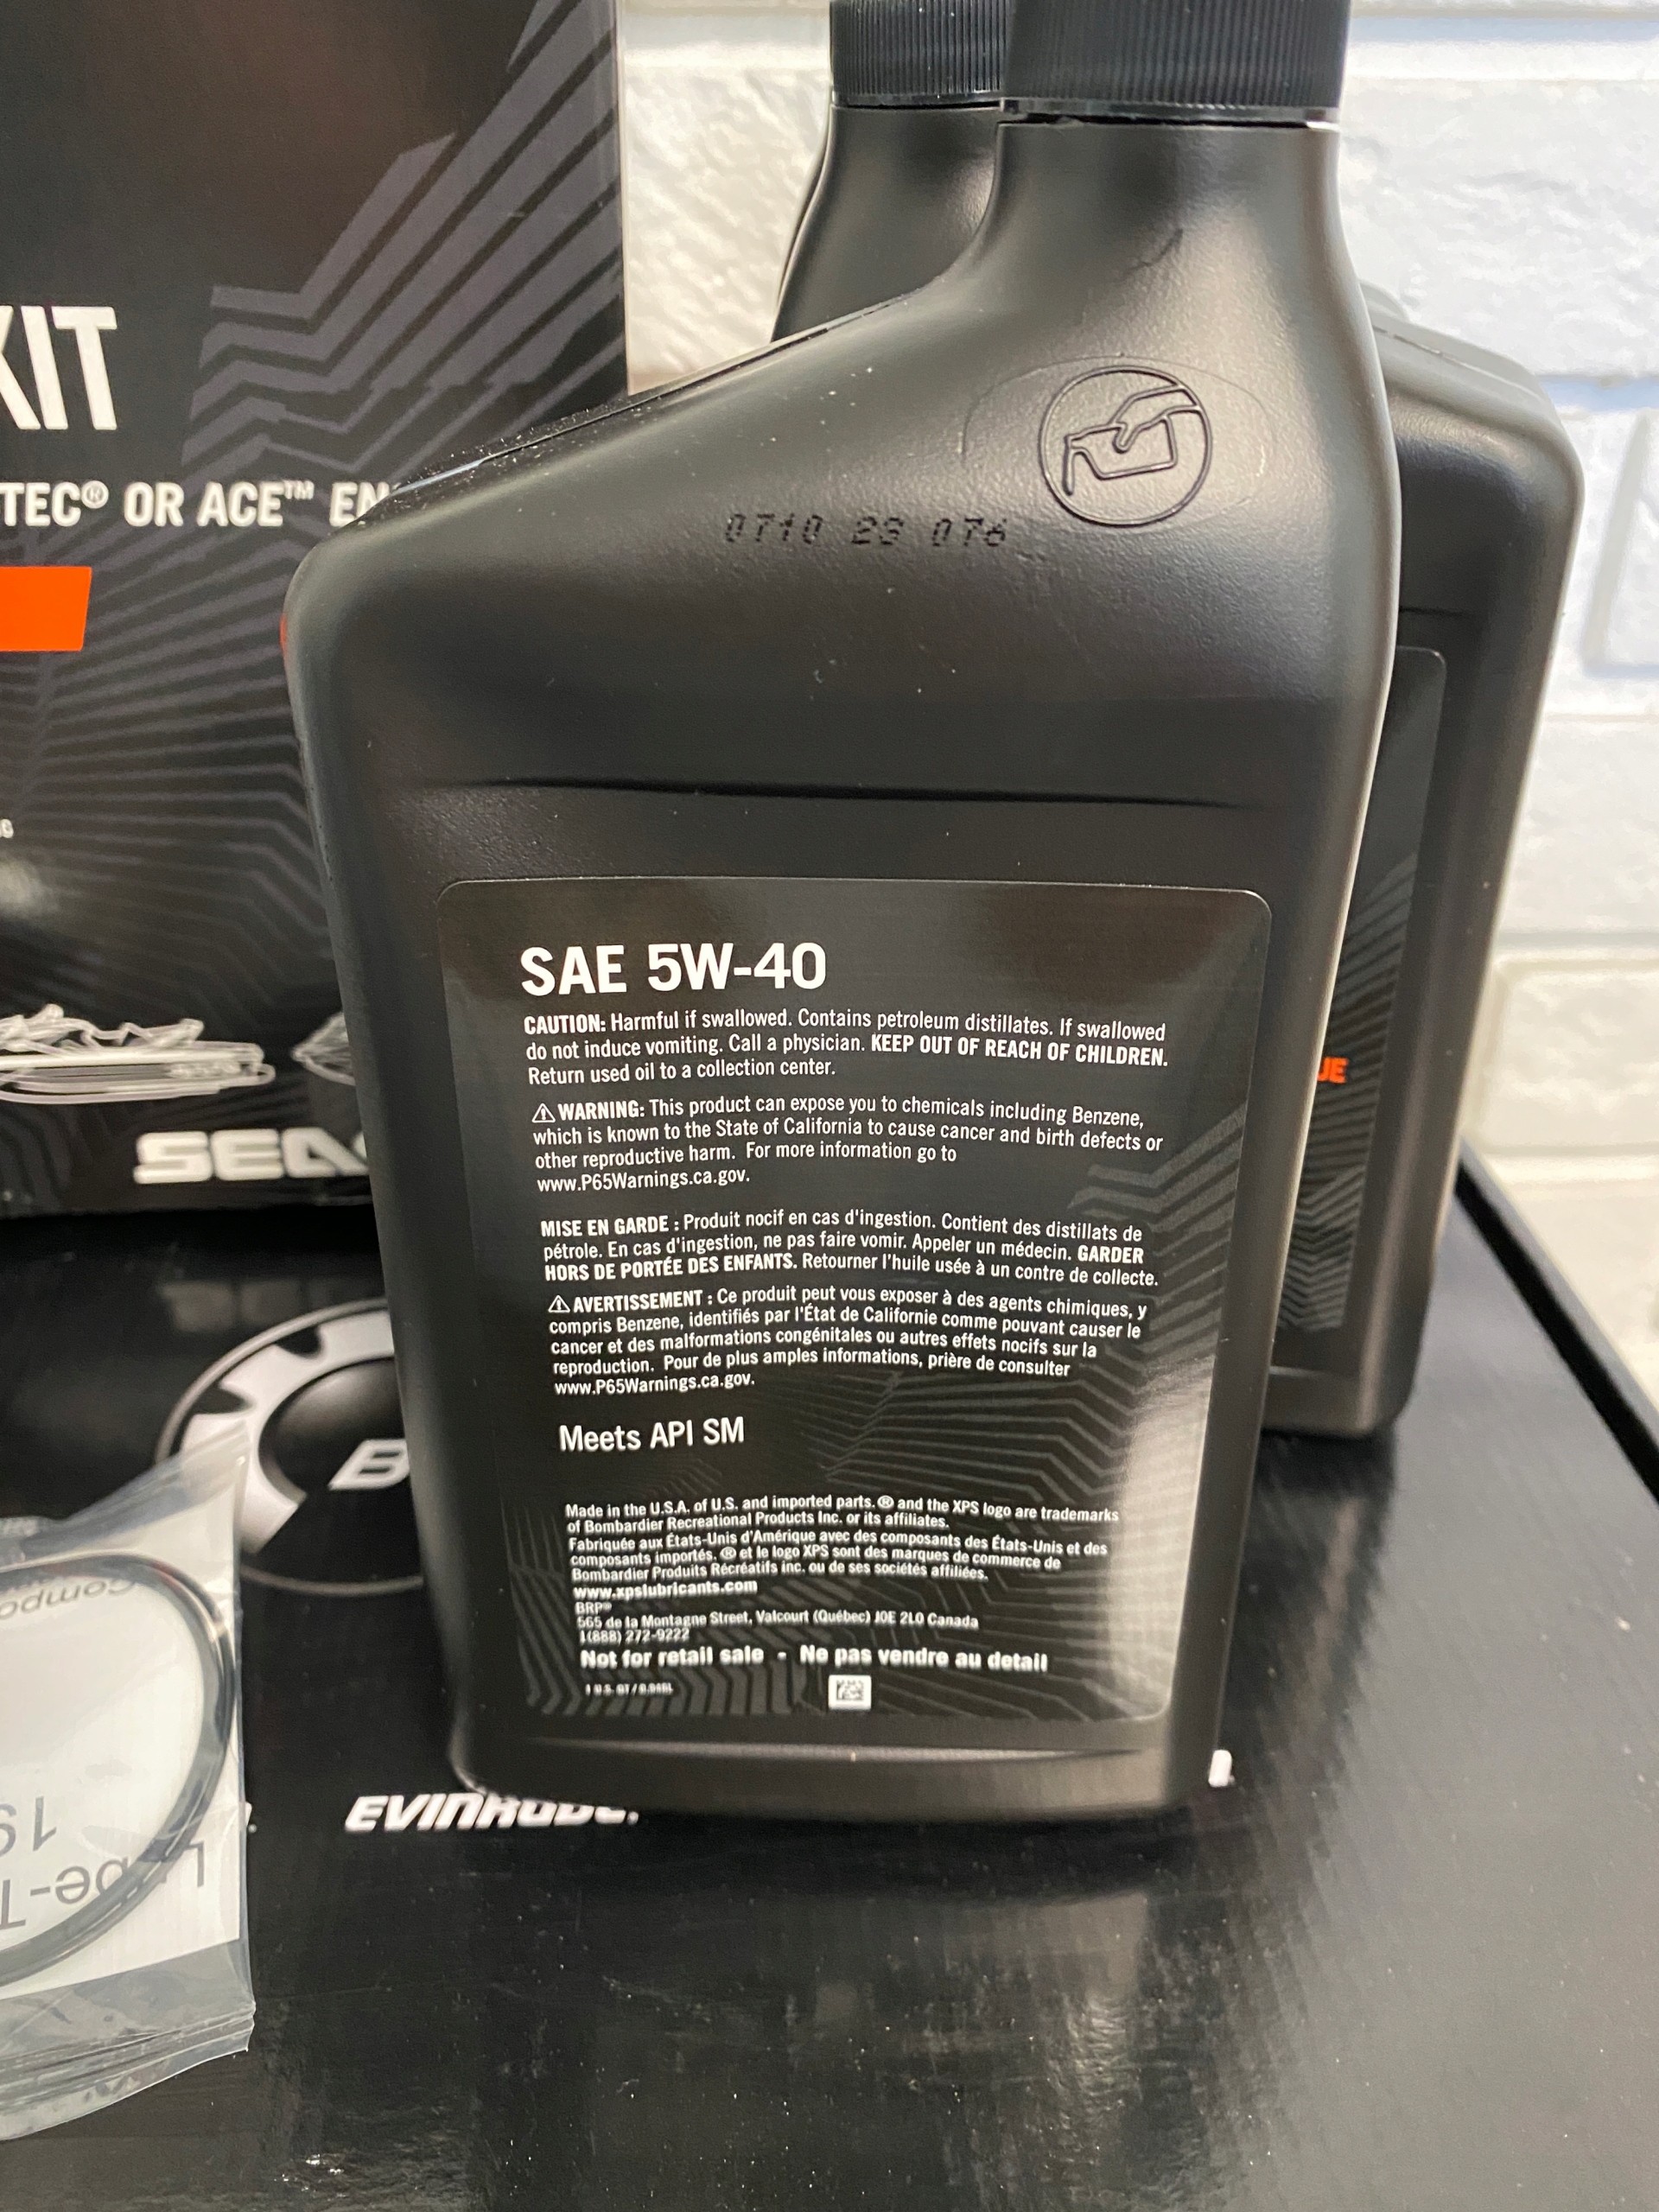 KIT
TEC® OR ACE™ EN
0710 23 076
SAE 5W-40
CAUTION: Harmful if swallowed. Contains petroleum distillates. If swallowed
do not induce vomiting. Call a physician. KEEP OUT OF REACH OF CHILDREN.
Return used oil to a collection center.
⚠ WARNING: This product can expose you to chemicals including Benzene,
which is known to the State of California to cause cancer and birth defects or
other reproductive harm. For more information go to
www.P65Warnings.ca.gov.
MISE EN GARDE : Produit nocif en cas d'ingestion. Contient des distillats de
pétrole. En cas d'ingestion, ne pas faire vomir. Appeler un médecin. GARDER
HORS DE PORTÉE DES ENFANTS. Retourner l'huile usée à un contre de collecte.
⚠ AVERTISSEMENT : Ce produit peut vous exposer à des agents chimiques, y
compris Benzene, identifiés par l'État de Californie comme pouvant causer le
cancer et des malformations congénitales ou autres effets nocifs sur la
reproduction. Pour de plus amples informations, prière de consulter
www.P65Warnings.ca.gov.
Meets API SM
Made in the U.S.A. of U.S. and imported parts. ® and the XPS logo are trademarks
of Bombardier Recreational Products Inc. or its affiliates.
Fabriquée aux États-Unis d'Amérique avec des composants des États-Unis et des
composants importés. ® et le logo XPS sont des marques de commerce de
Bombardier Produits Récréatifs inc. ou de ses sociétés affiliées.
www.xpslubricants.com
BRP®
565 de la Montagne Street, Valcourt (Québec) J0E 2L0 Canada
1(888) 272-9222
Not for retail sale - Ne pas vendre au detail
1 U.S. QT / 0.946L
UE
SEA
B
EVINRUDE.
Compo
19
Lube-T